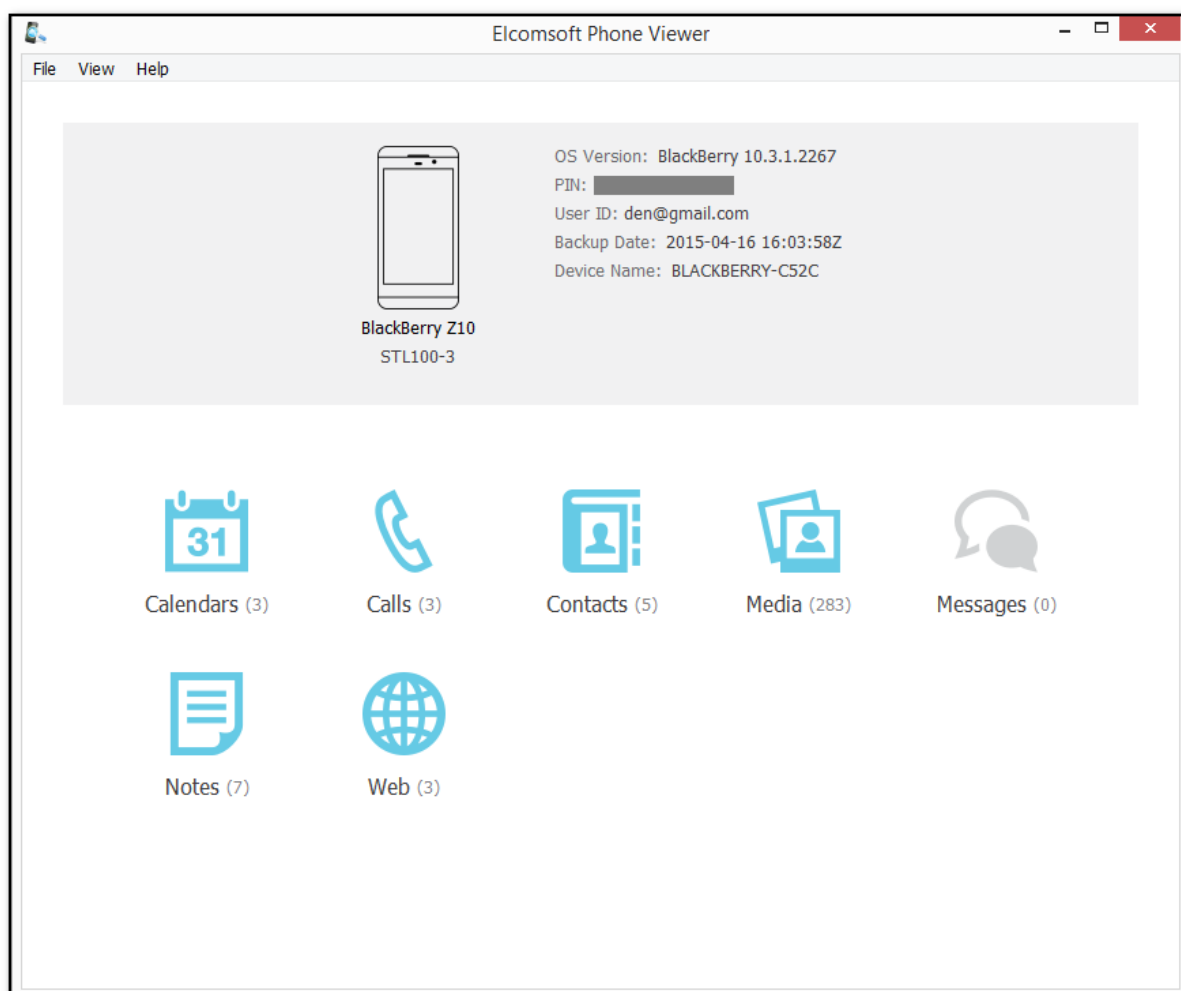 Elcomsoft Phone Viewer
File View Help
OS Version: BlackBerry 10.3.1.2267
PIN:
User ID: den@gmail.com
Backup Date: 2015-04-16 16:03:58Z
Device Name: BLACKBERRY-C52C
BlackBerry Z10
STL100-3
31
Calendars (3) Calls (3) Contacts (5) Media (283) Messages (0)
Notes (7) Web (3)